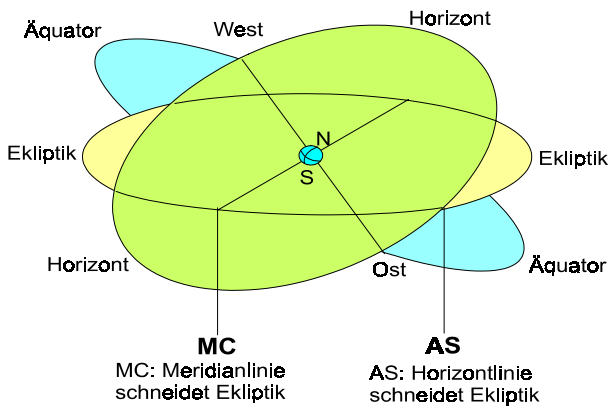 Horizont
Äquator
West
Ekliptik
N
S
Ekliptik
Horizont
Ost
Äquator
MC
MC: Meridianlinie
schneidet Ekliptik
AS
AS: Horizontlinie
schneidet Ekliptik